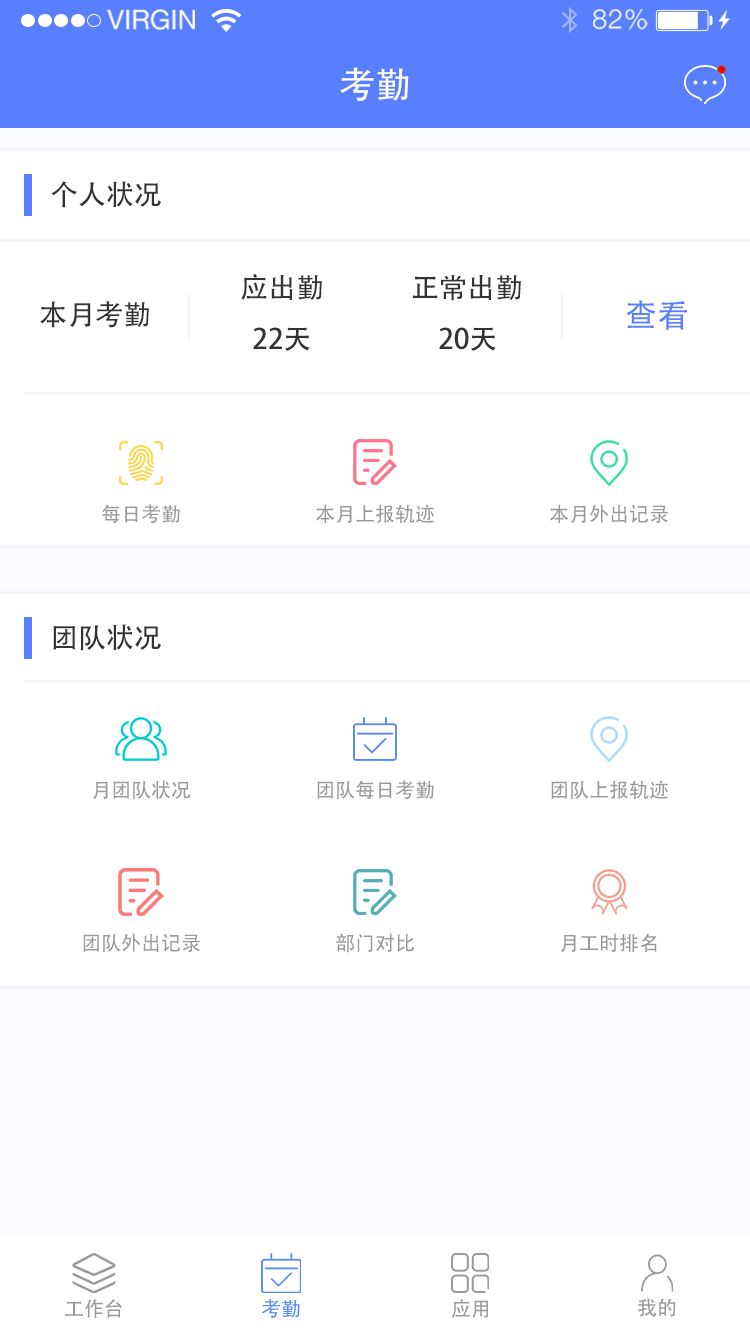 VIRGIN 82%
考勤
个人状况
本月考勤
应出勤
22天
正常出勤
20天
查看
每日考勤 本月上报轨迹 本月外出记录
团队状况
月团队状况 团队每日考勤 团队上报轨迹
团队外出记录 部门对比 月工时排名
工作台 考勤 应用 我的